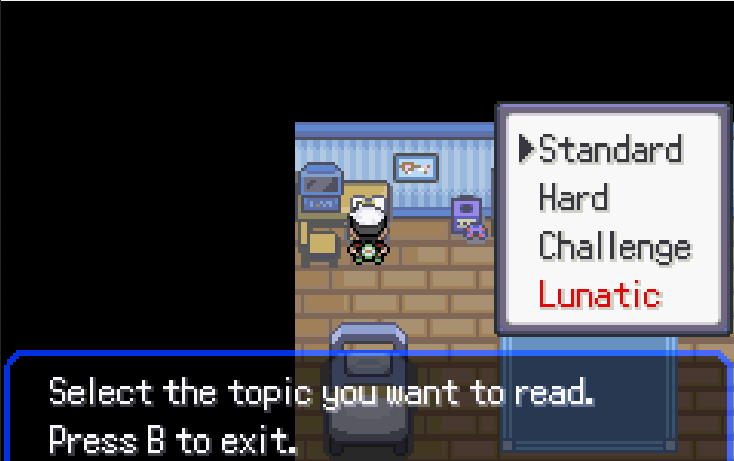 Standard
Hard
Challenge
Lunatic
Select the topic you want to read.
Press B to exit.